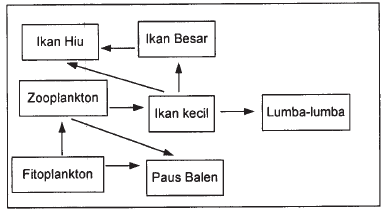 Ikan Hiu
Ikan Besar
Zooplankton
Ikan kecil
Lumba-lumba
Fitoplankton
Paus Balen